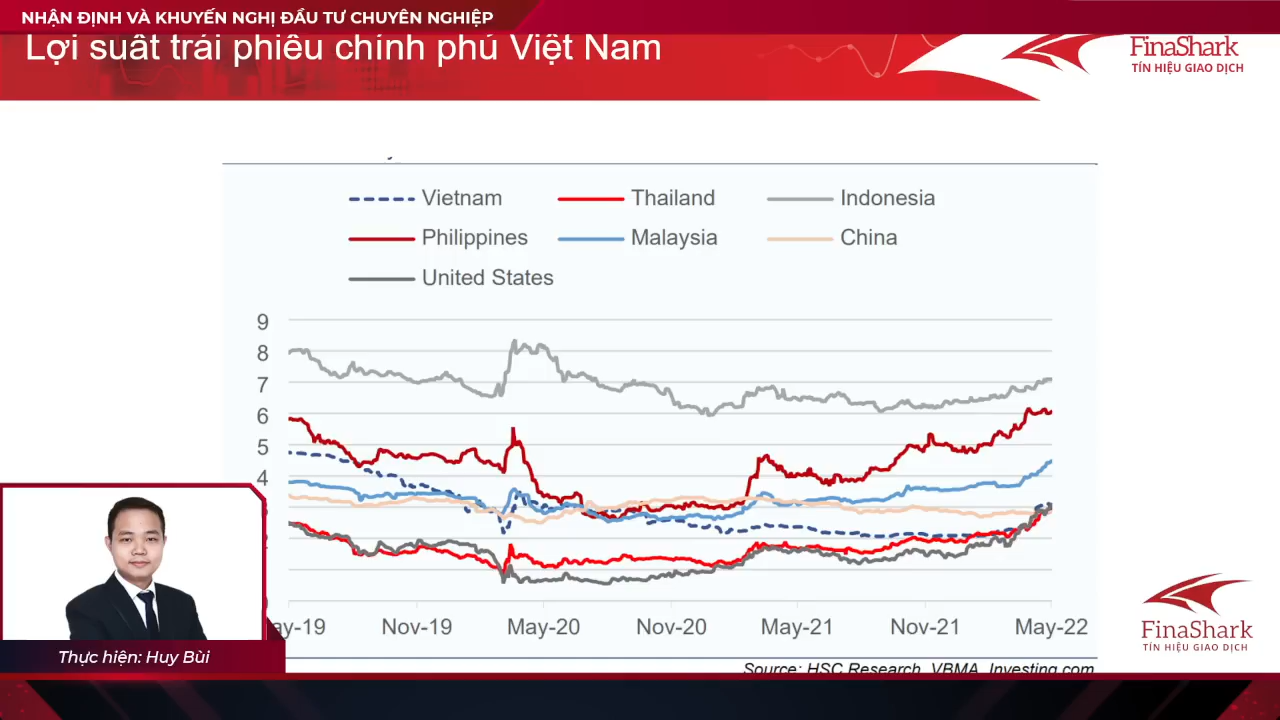 NHẬN ĐỊNH VÀ KHUYẾN NGHỊ ĐẦU TƯ CHUYÊN NGHIỆP
Lợi suất trái phiếu chính phủ Việt Nam
FinaShark
TÍN HIỆU GIAO DỊCH
Vietnam Thailand Indonesia
Philippines Malaysia China
United States
9
8
7
6
5
4
ay-19 Nov-19 May-20 Nov-20 May-21 Nov-21 May-22
Source: HSC Research, VBMA, Investing.com
Thực hiện: Huy Bùi
FinaShark
TÍN HIỆU GIAO DỊCH